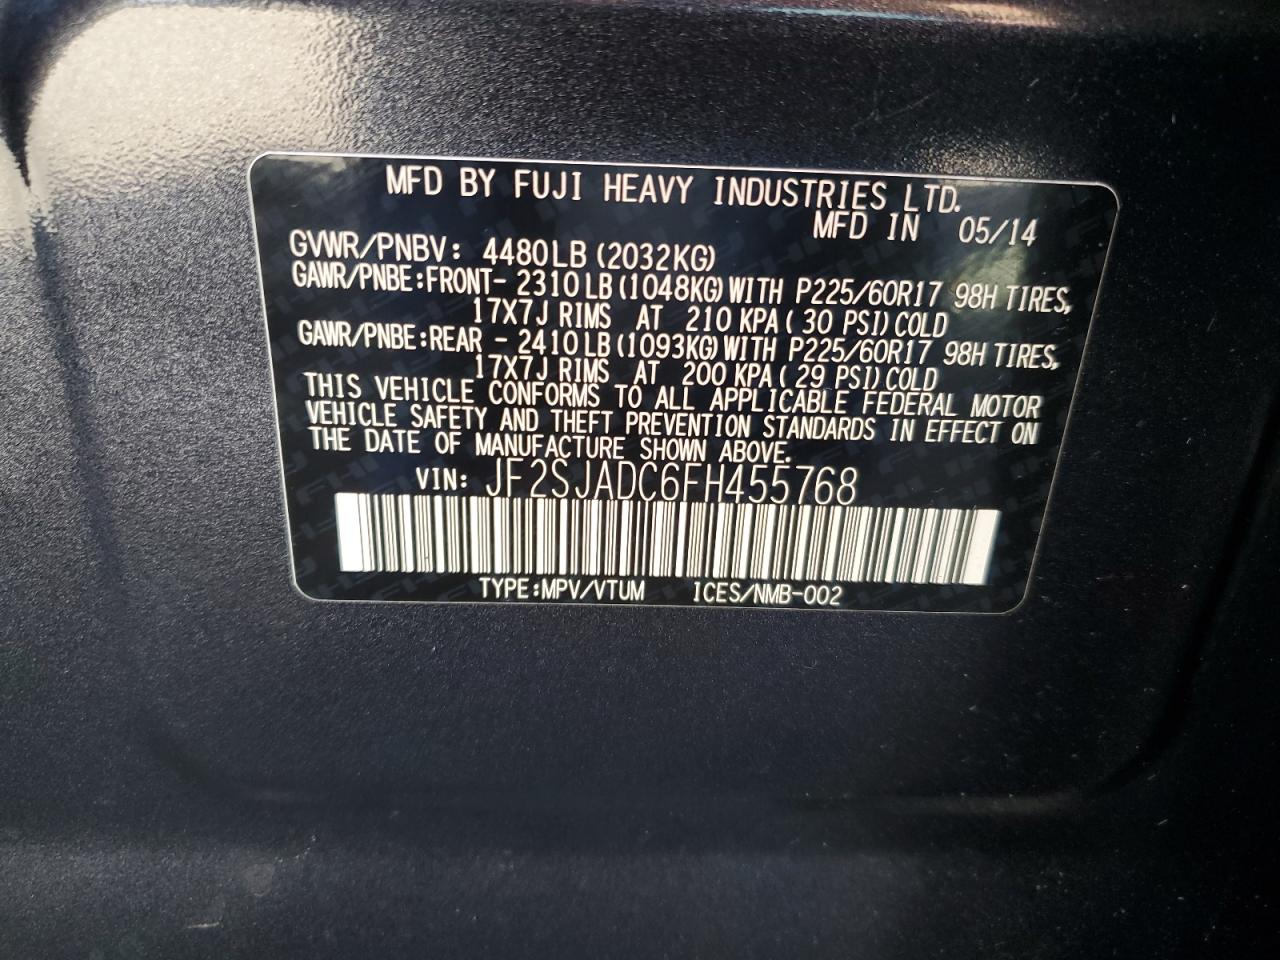 MFD BY FUJI HEAVY INDUSTRIES LTD.
MFD IN 05/14
GVWR/PNBV: 4480LB (2032KG)
GAWR/PNBE:FRONT- 2310 LB (1048KG) WITH P225/60R17 98H TIRES,
17X7J RIMS AT 210 KPA ( 30 PSI) COLD
GAWR/PNBE:REAR - 2410 LB (1093KG) WITH P225/60R17 98H TIRES,
17X7J RIMS AT 200 KPA ( 29 PSI) COLD
THIS VEHICLE CONFORMS TO ALL APPLICABLE FEDERAL MOTOR
VEHICLE SAFETY AND THEFT PREVENTION STANDARDS IN EFFECT ON
THE DATE OF MANUFACTURE SHOWN ABOVE.
VIN: JF2SJADC6FH455768
TYPE:MPV/VTUM ICES/NMB-002